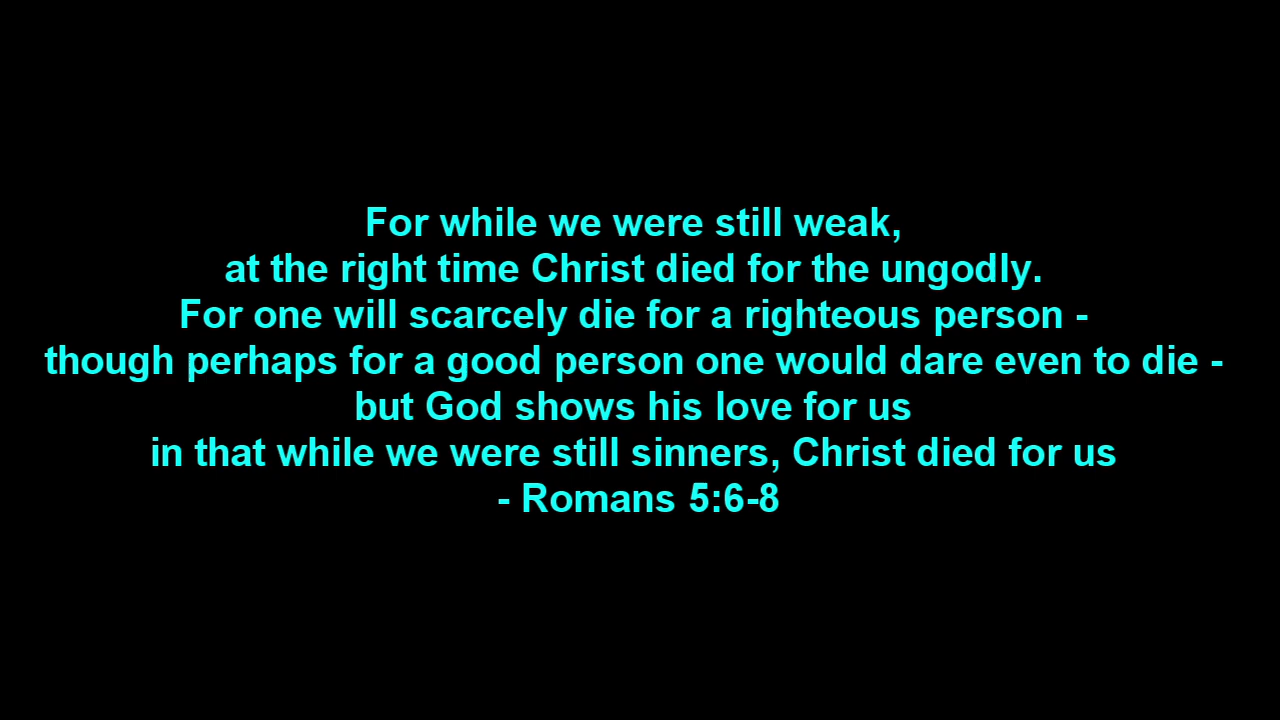 For while we were still weak,
at the right time Christ died for the ungodly.
For one will scarcely die for a righteous person -
though perhaps for a good person one would dare even to die -
but God shows his love for us
in that while we were still sinners, Christ died for us
- Romans 5:6-8